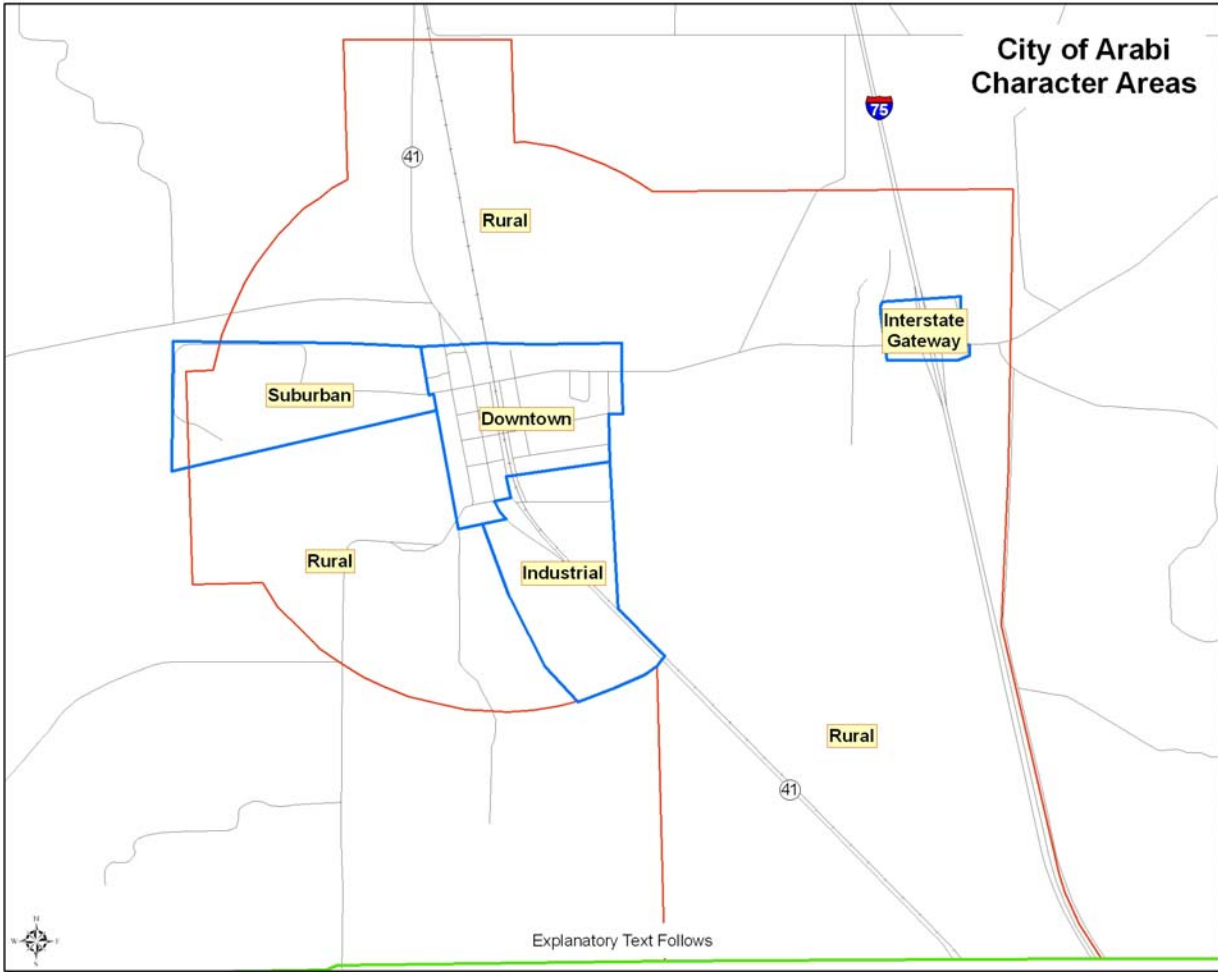 City of Arabi
Character Areas
75
41
Rural
Interstate
Gateway
Suburban
Downtown
Rural
Industrial
Rural
41
N
W
E
S
Explanatory Text Follows